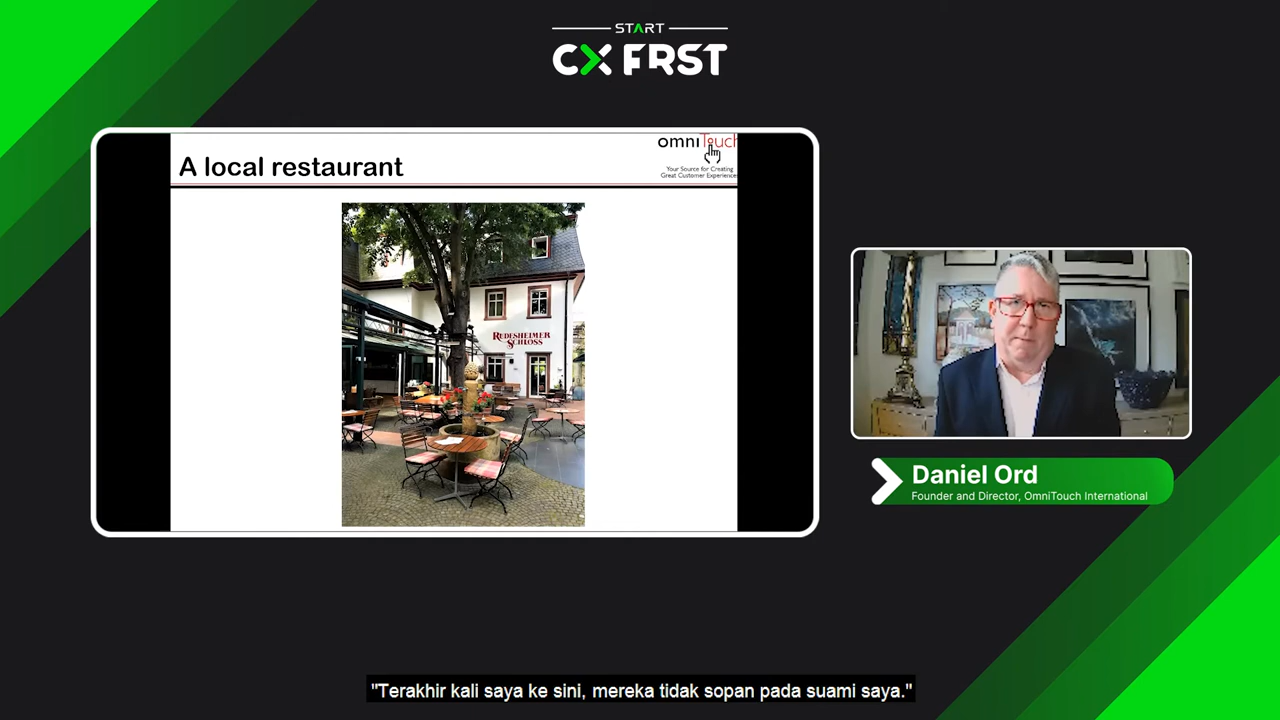 START
CX FRST
A local restaurant
omniTouch
Your Source for Creating
Great Customer Experiences
RUDESHEIMER
SCHLOSS
Daniel Ord
Founder and Director, OmniTouch International
"Terakhir kali saya ke sini, mereka tidak sopan pada suami saya."